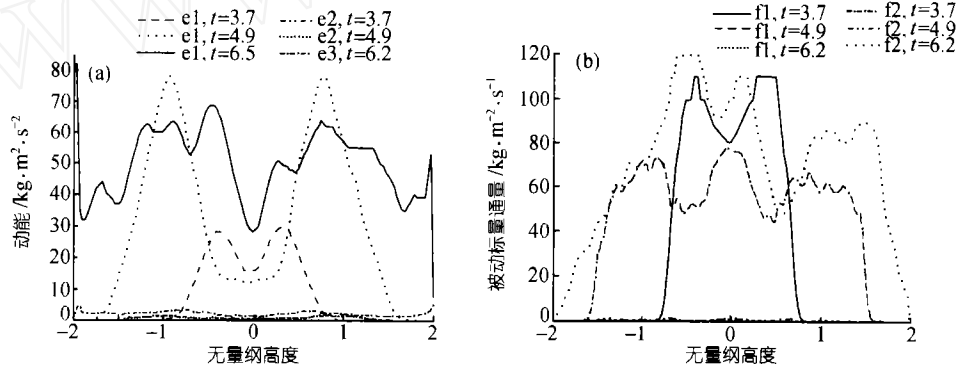 e1, t=3.7 e2, t=3.7
e1, t=4.9 e2, t=4.9
e1, t=6.5 e3, t=6.2
(a)
动能/kg·m²·s⁻²
80
70
60
50
40
30
20
10
0
−2 −1 0 1 2
无量纲高度
f1, t=3.7 f2, t=3.7
f1, t=4.9 f2, t=4.9
f1, t=6.2 f2, t=6.2
(b)
被动标量通量/kg·m⁻²·s⁻¹
120
100
80
60
40
20
0
−2 −1 0 1 2
无量纲高度